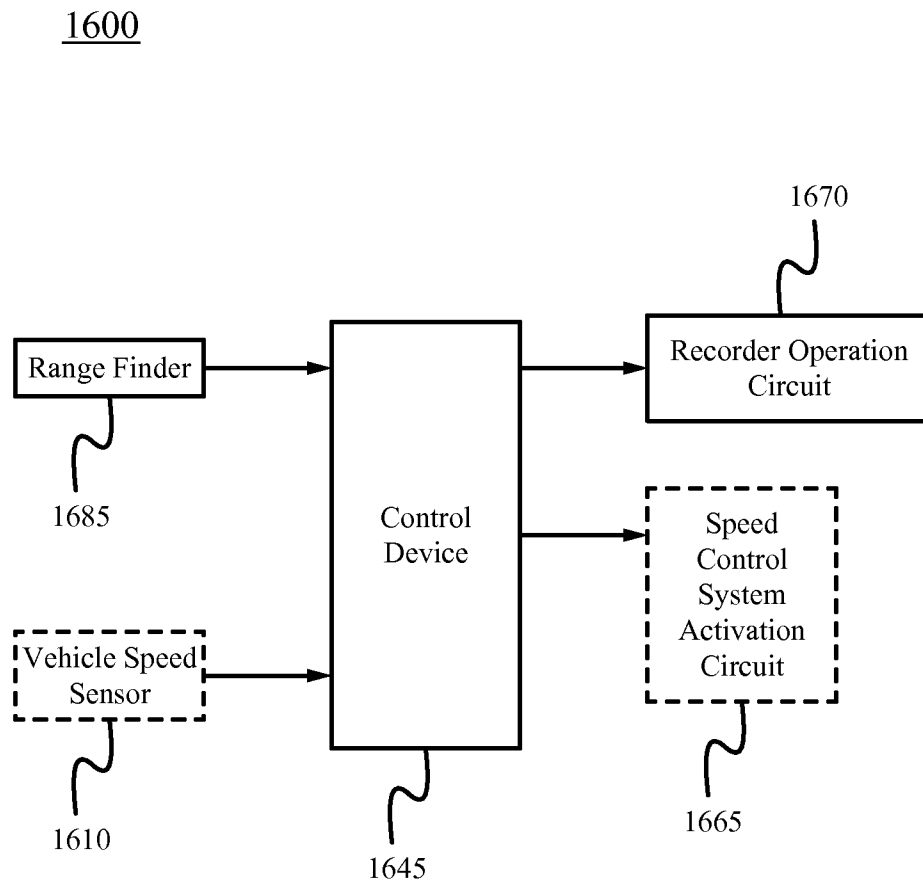 1600
1670
Range Finder
Recorder Operation
Circuit
1685
Control
Device
Speed
Control
System
Activation
Circuit
Vehicle Speed
Sensor
1610
1645
1665